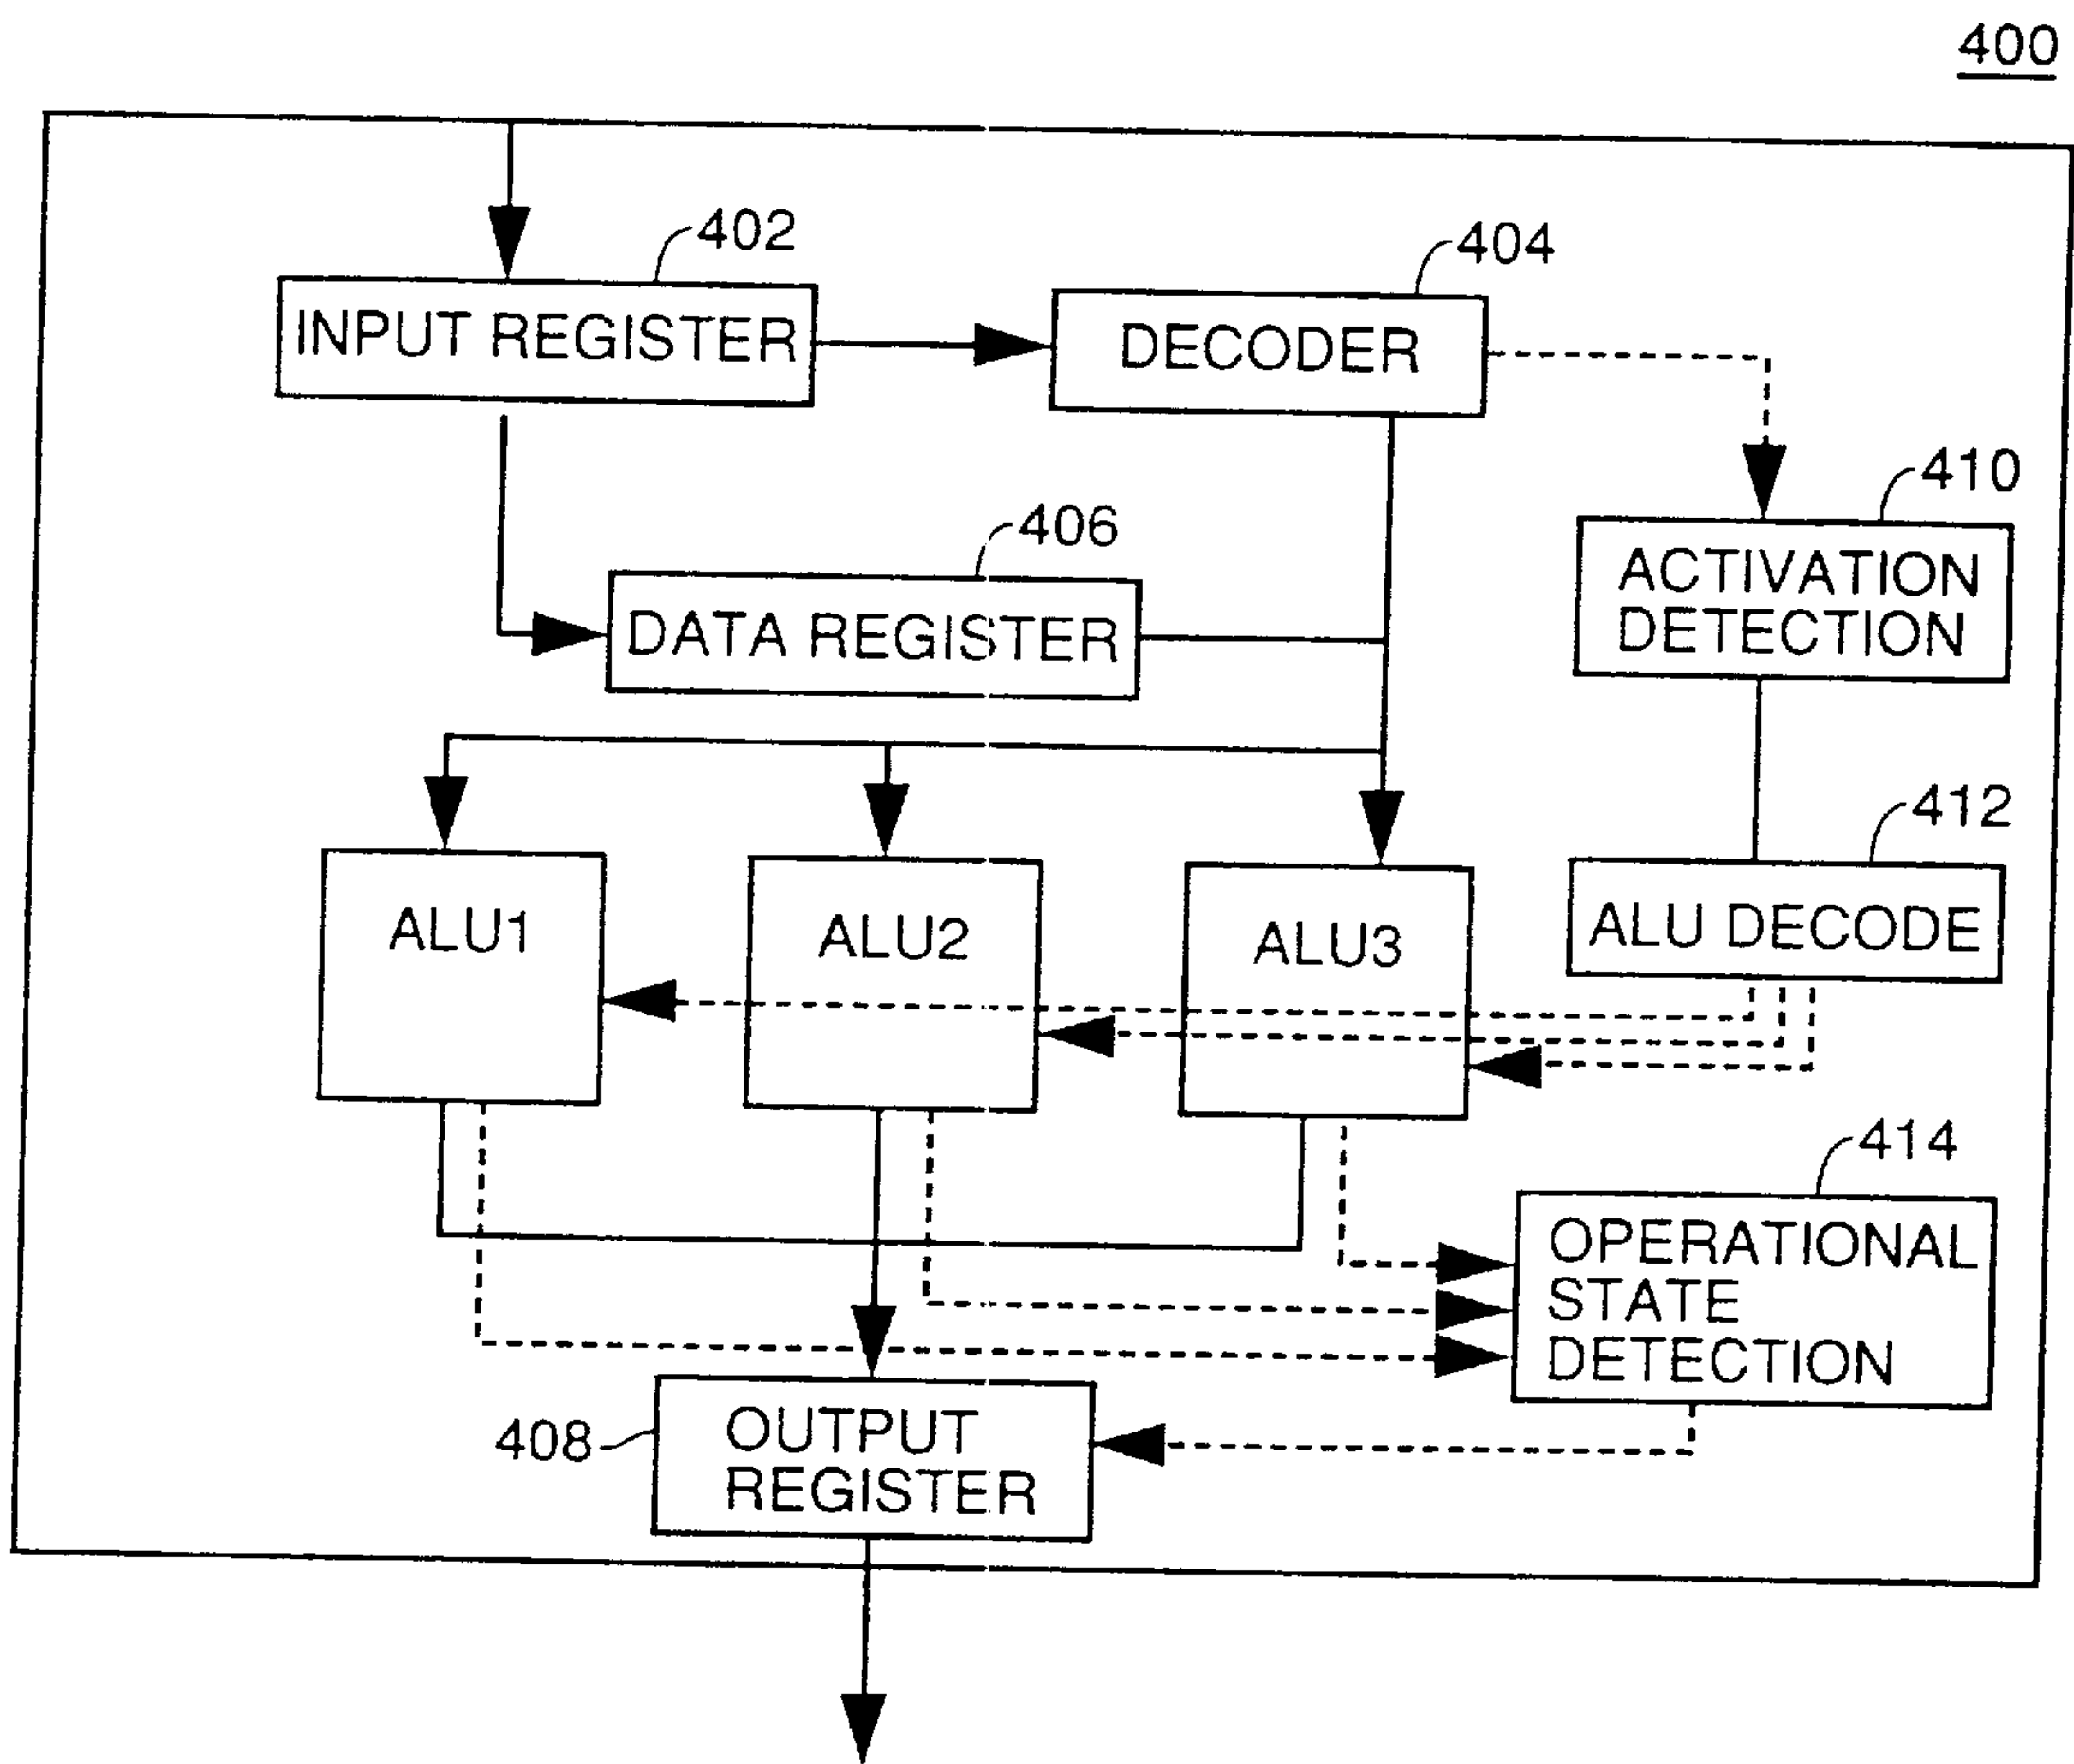 400
402
404
INPUT REGISTER
DECODER
410
406
ACTIVATION
DETECTION
DATA REGISTER
412
ALU1
ALU2
ALU3
ALU DECODE
414
OPERATIONAL
STATE
DETECTION
408
OUTPUT
REGISTER